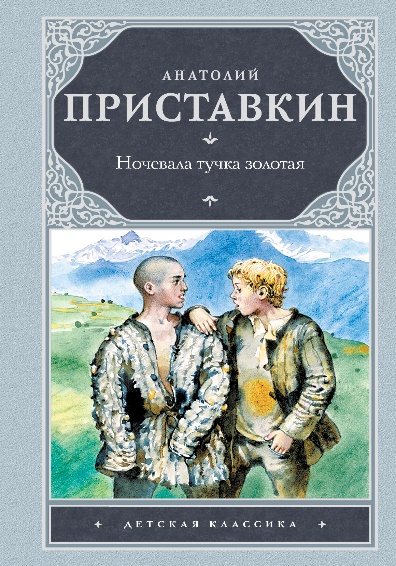 АНАТОЛИЙ
ПРИСТАВКИН
Ночевала тучка золотая
ДЕТСКАЯ КЛАССИКА